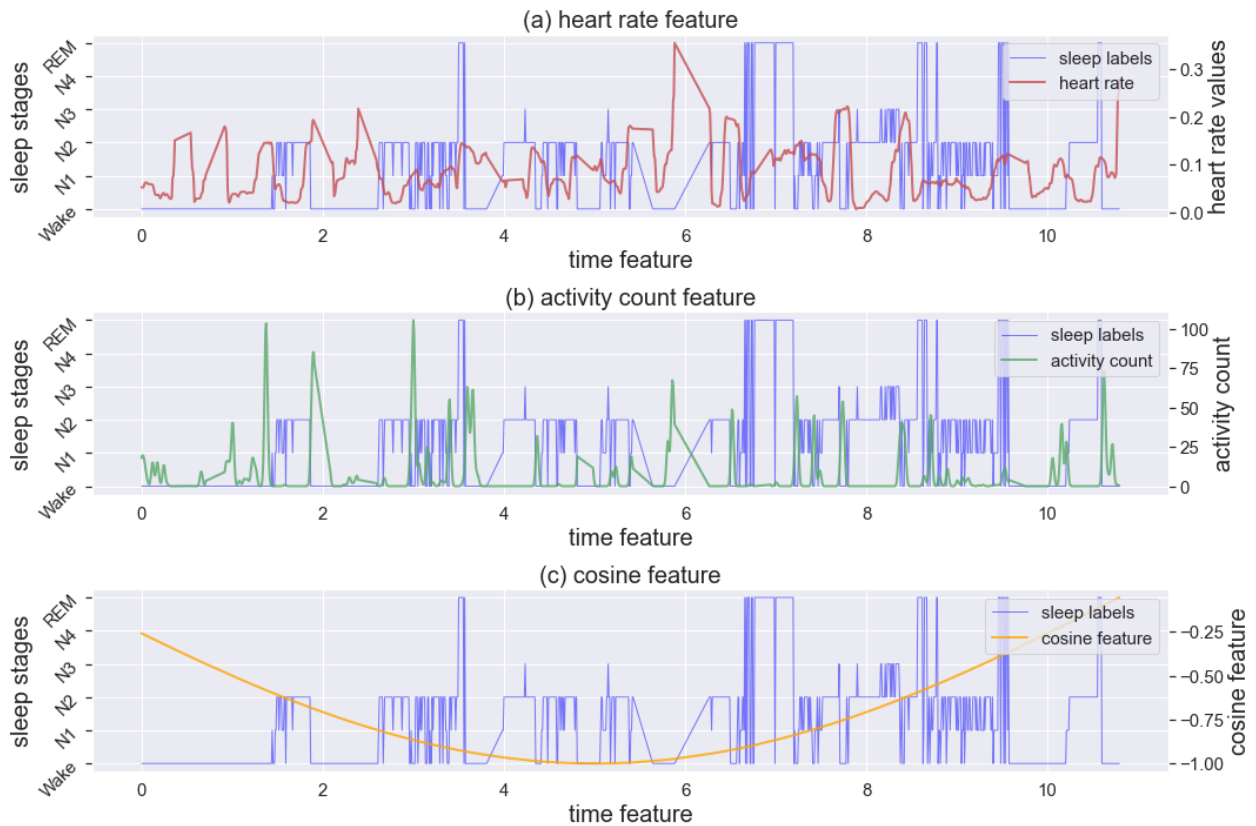 (a) heart rate feature
sleep stages
REM
N4
N3
N2
N1
Wake
sleep labels
heart rate
0.3
0.2
0.1
0.0
heart rate values
0 2 4 6 8 10
time feature
(b) activity count feature
sleep stages
REM
N4
N3
N2
N1
Wake
sleep labels
activity count
100
75
50
25
0
activity count
0 2 4 6 8 10
time feature
(c) cosine feature
sleep stages
REM
N4
N3
N2
N1
Wake
sleep labels
cosine feature
−0.25
−0.50
−0.75
−1.00
cosine feature
0 2 4 6 8 10
time feature